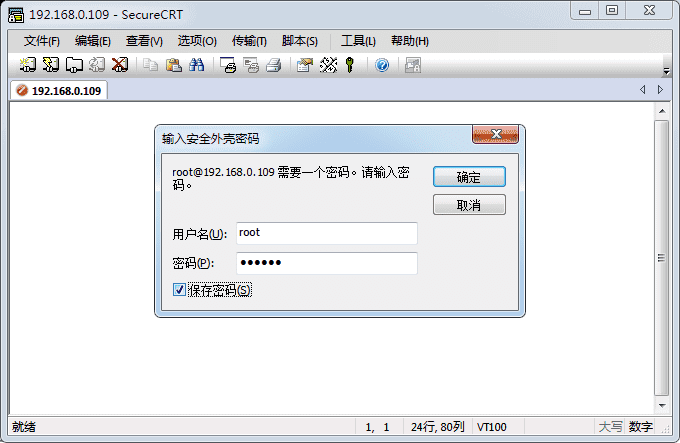 192.168.0.109 - SecureCRT
文件(F) 编辑(E) 查看(V) 选项(O) 传输(T) 脚本(S) 工具(L) 帮助(H)
192.168.0.109
输入安全外壳密码
root@192.168.0.109 需要一个密码。请输入密
码。
确定
取消
用户名(U): root
密码(P): ●●●●●●
保存密码(S)
就绪 1, 1 24行, 80列 VT100 大写 数字